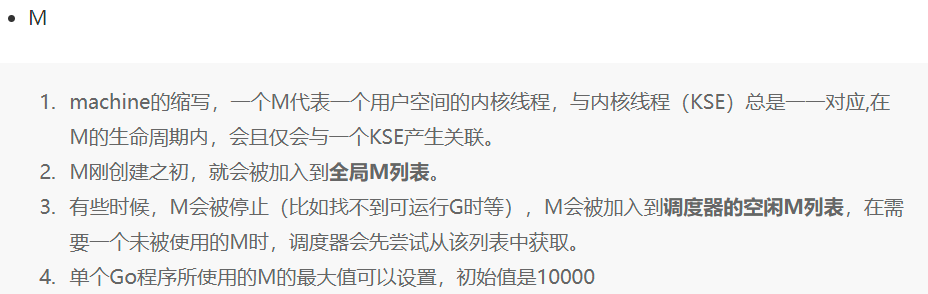 • M
1. machine的缩写，一个M代表一个用户空间的内核线程，与内核线程（KSE）总是一一对应,在
M的生命周期内，会且仅会与一个KSE产生关联。
2. M刚创建之初，就会被加入到全局M列表。
3. 有些时候，M会被停止（比如找不到可运行G时等），M会被加入到调度器的空闲M列表，在需
要一个未被使用的M时，调度器会先尝试从该列表中获取。
4. 单个Go程序所使用的M的最大值可以设置，初始值是10000